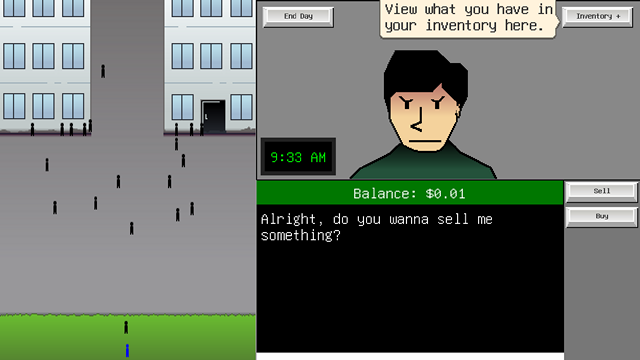 End Day
View what you have in
your inventory here.
Inventory +
9:33 AM
Balance: $0.01
Sell
Alright, do you wanna sell me
something?
Buy